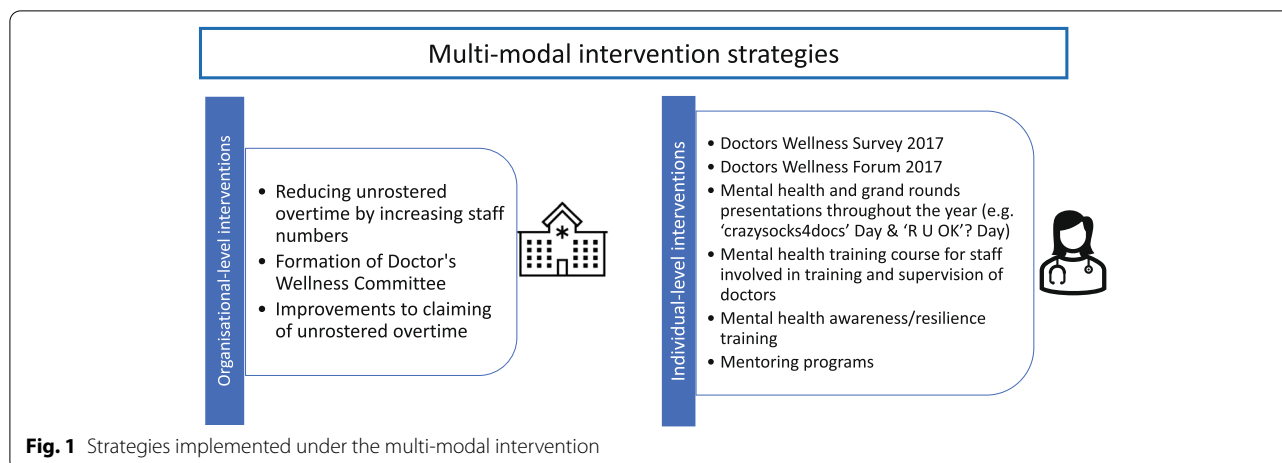 Multi-modal intervention strategies
Organisational-level interventions
• Reducing unrostered
overtime by increasing staff
numbers
• Formation of Doctor's
Wellness Committee
• Improvements to claiming
of unrostered overtime
Individual-level interventions
• Doctors Wellness Survey 2017
• Doctors Wellness Forum 2017
• Mental health and grand rounds
presentations throughout the year (e.g.
‘crazysocks4docs’ Day & ‘R U OK’? Day)
• Mental health training course for staff
involved in training and supervision of
doctors
• Mental health awareness/resilience
training
• Mentoring programs
Fig. 1 Strategies implemented under the multi-modal intervention